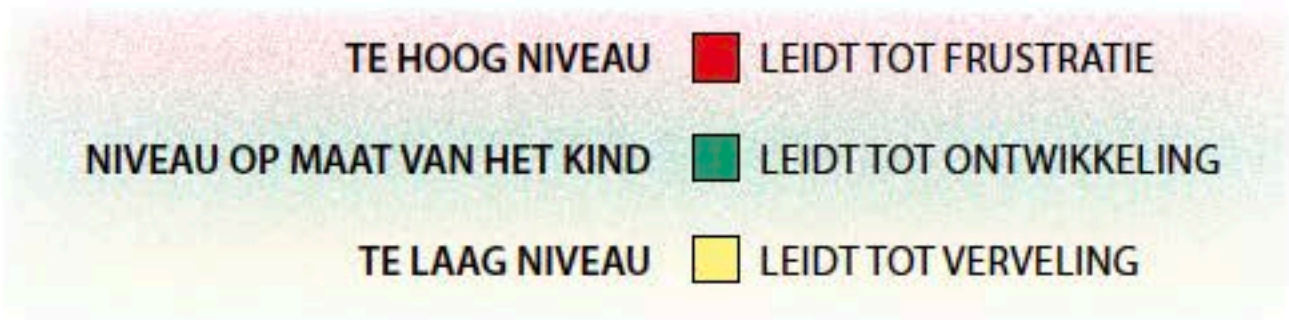 TE HOOG NIVEAU LEIDT TOT FRUSTRATIE
NIVEAU OP MAAT VAN HET KIND LEIDT TOT ONTWIKKELING
TE LAAG NIVEAU LEIDT TOT VERVELING